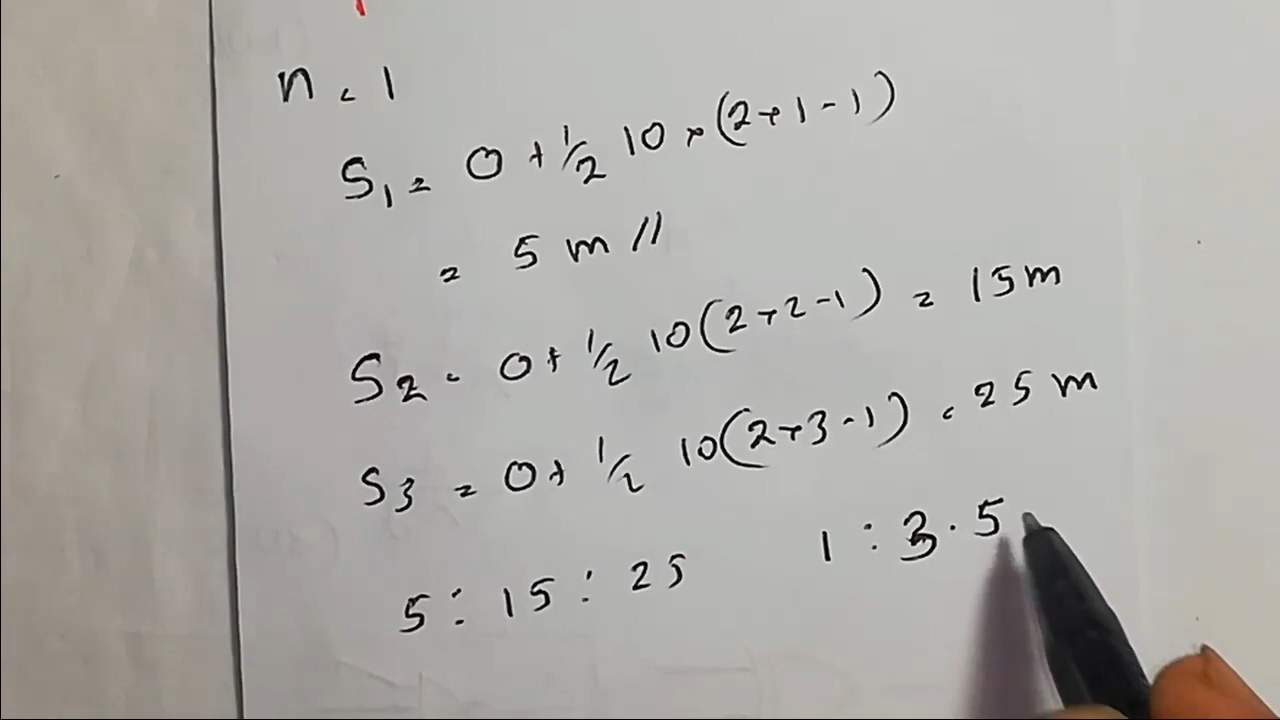 n = 1
S₁ = 0 + 1/2 10 × (2×1-1)
= 5 m //
S₂ = 0 + 1/2 10(2×2-1) = 15m
S₃ = 0 + 1/2 10(2×3-1) = 25 m
5 : 15 : 25 1 : 3 . 5